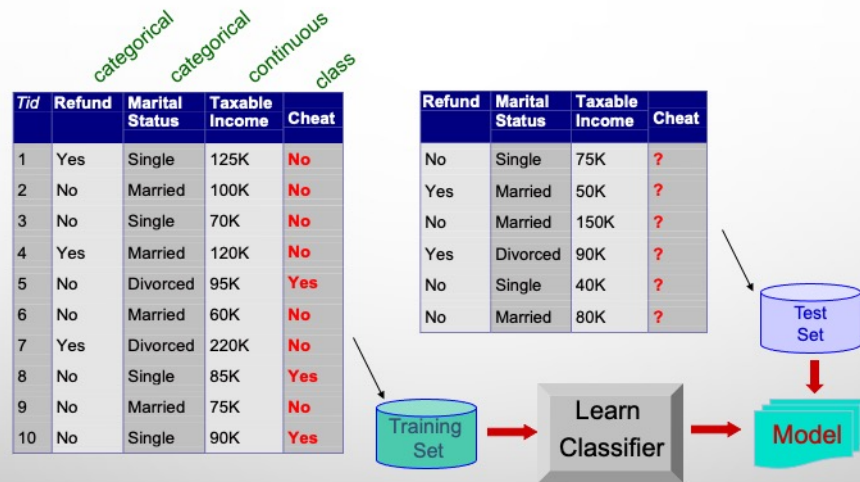 categorical
categorical
continuous
class
Tid Refund Marital Status Taxable Income Cheat
1 Yes Single 125K No
2 No Married 100K No
3 No Single 70K No
4 Yes Married 120K No
5 No Divorced 95K Yes
6 No Married 60K No
7 Yes Divorced 220K No
8 No Single 85K Yes
9 No Married 75K No
10 No Single 90K Yes
Refund Marital Status Taxable Income Cheat
No Single 75K ?
Yes Married 50K ?
No Married 150K ?
Yes Divorced 90K ?
No Single 40K ?
No Married 80K ?
Test
Set
Training
Set
Learn
Classifier
Model